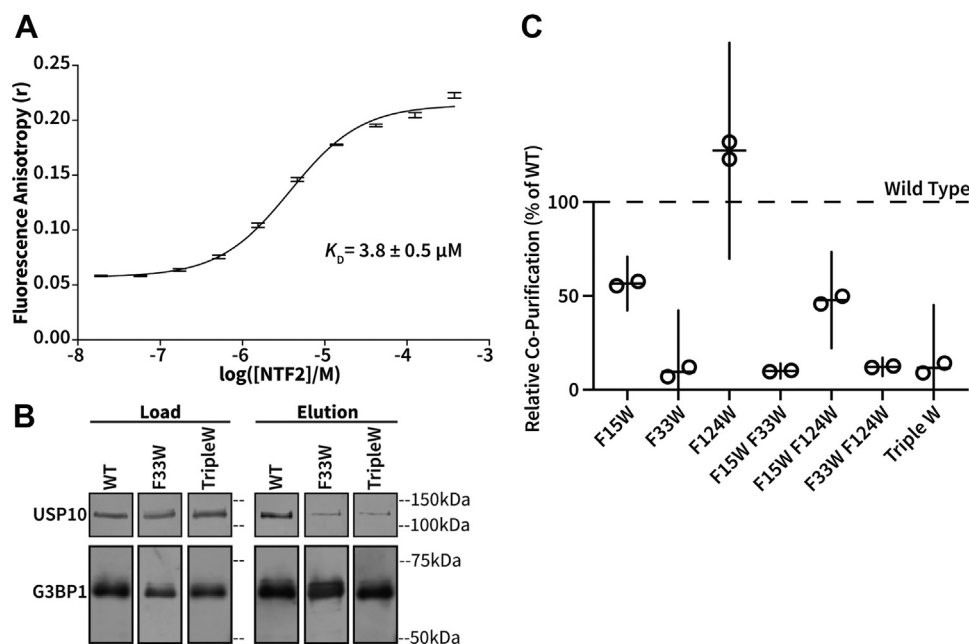 A
Fluorescence Anisotropy (r)
0.25
0.20
0.15
0.10
0.05
0.00
K_D = 3.8 ± 0.5 µM
-8 -7 -6 -5 -4 -3
log([NTF2]/M)
B
Load Elution
WT F33W TripleW WT F33W TripleW
USP10
-- --150kDa
-- --100kDa
G3BP1
-- --75kDa
-- --50kDa
C
Relative Co-Purification (% of WT)
Wild Type
100
50
0
F15W F33W F124W F15W F33W F15W F124W F33W F124W Triple W